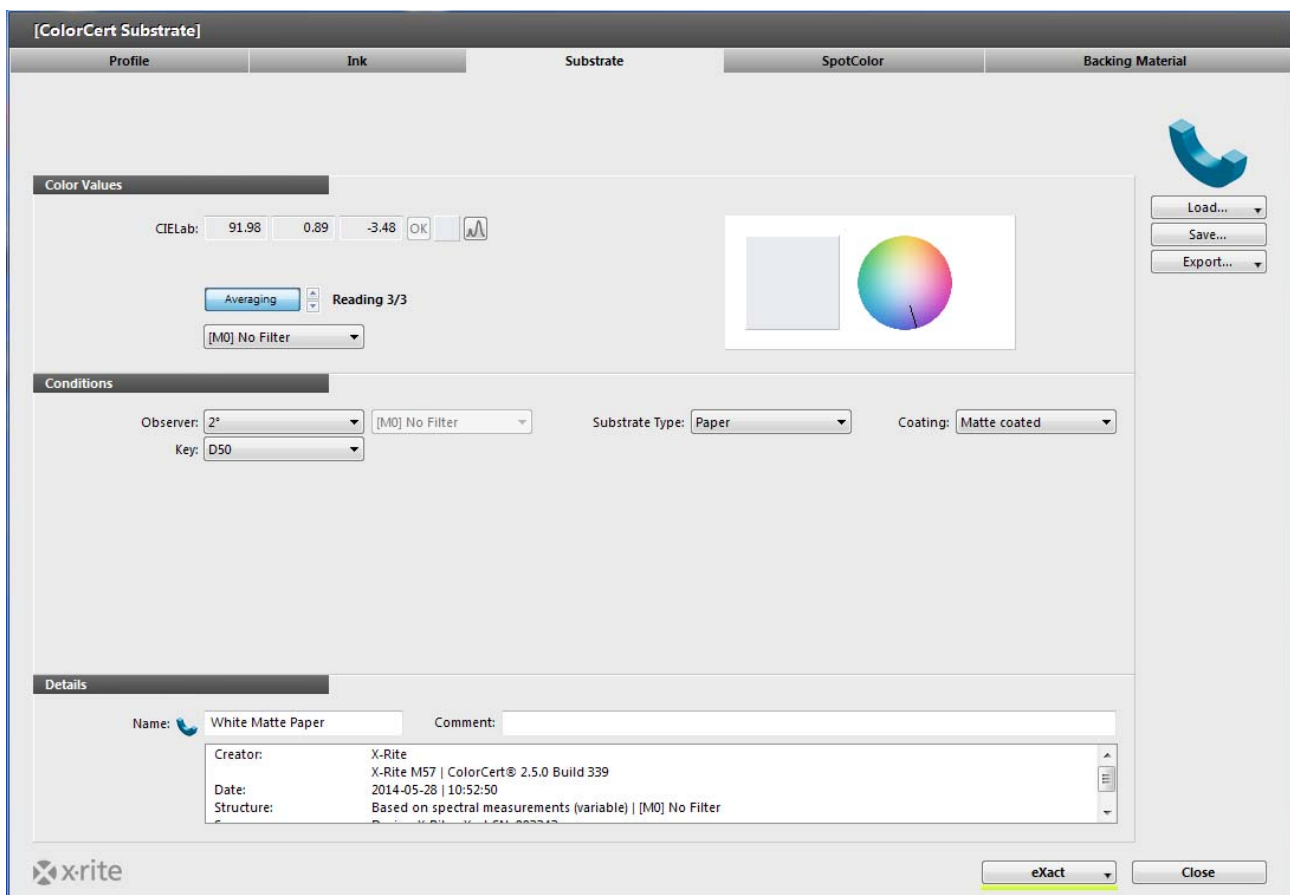 [ColorCert Substrate]
Profile Ink Substrate SpotColor Backing Material
Color Values
CIELab: 91.98 0.89 -3.48 OK
Averaging Reading 3/3
[M0] No Filter
Load...
Save...
Export...
Conditions
Observer: 2° [M0] No Filter Substrate Type: Paper Coating: Matte coated
Key: D50
Details
Name: White Matte Paper Comment:
Creator: X-Rite
X-Rite M57 | ColorCert® 2.5.0 Build 339
Date: 2014-05-28 | 10:52:50
Structure: Based on spectral measurements (variable) | [M0] No Filter
x·rite
eXact Close